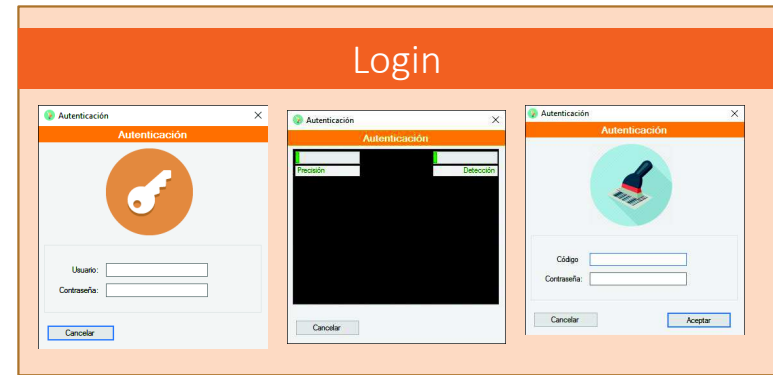 Login
Autenticación
Autenticación
Usuario:
Contraseña:
Cancelar
Autenticación
Autenticación
Precisión
Detección
Cancelar
Autenticación
Autenticación
Código
Contraseña:
Cancelar
Aceptar